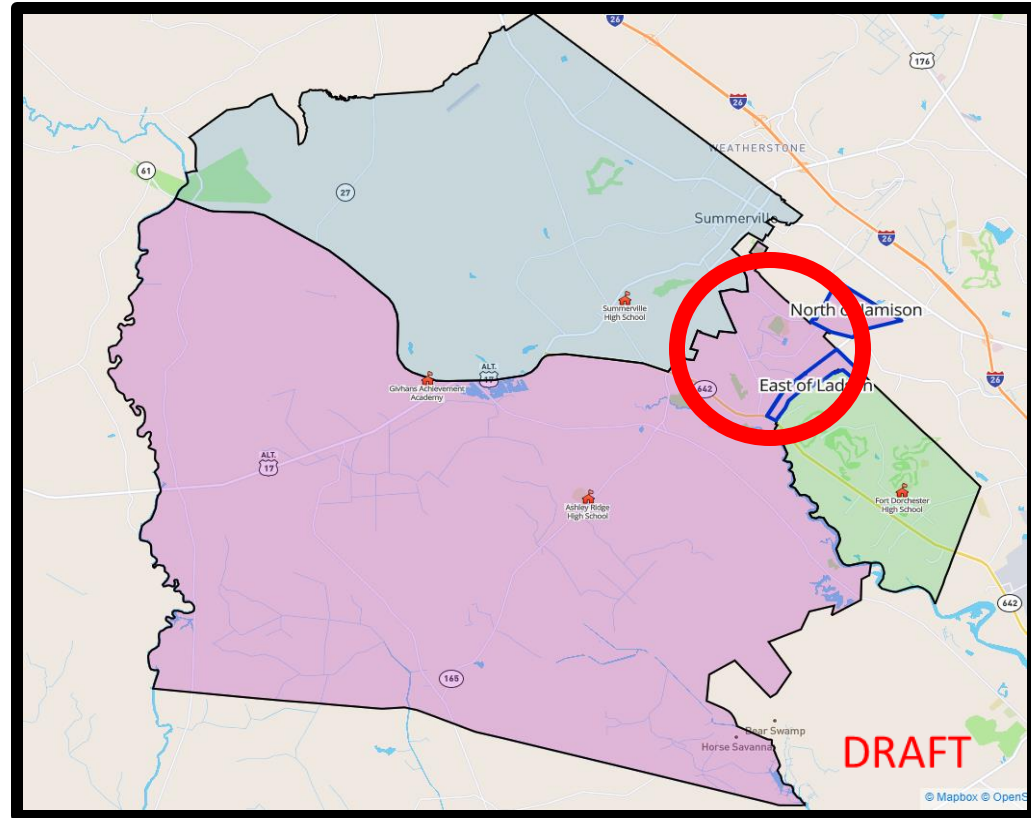 26
176
26
WEATHERSTONE
61
27
Summerville
26
Summerville
High School
North of Jamison
ALT.
17
Givhans Achievement
Academy
642
East of Ladson
26
ALT.
17
Ashley Ridge
High School
Fort Dorchester
High School
642
165
Bear Swamp
Horse Savanna
DRAFT
© Mapbox © OpenS